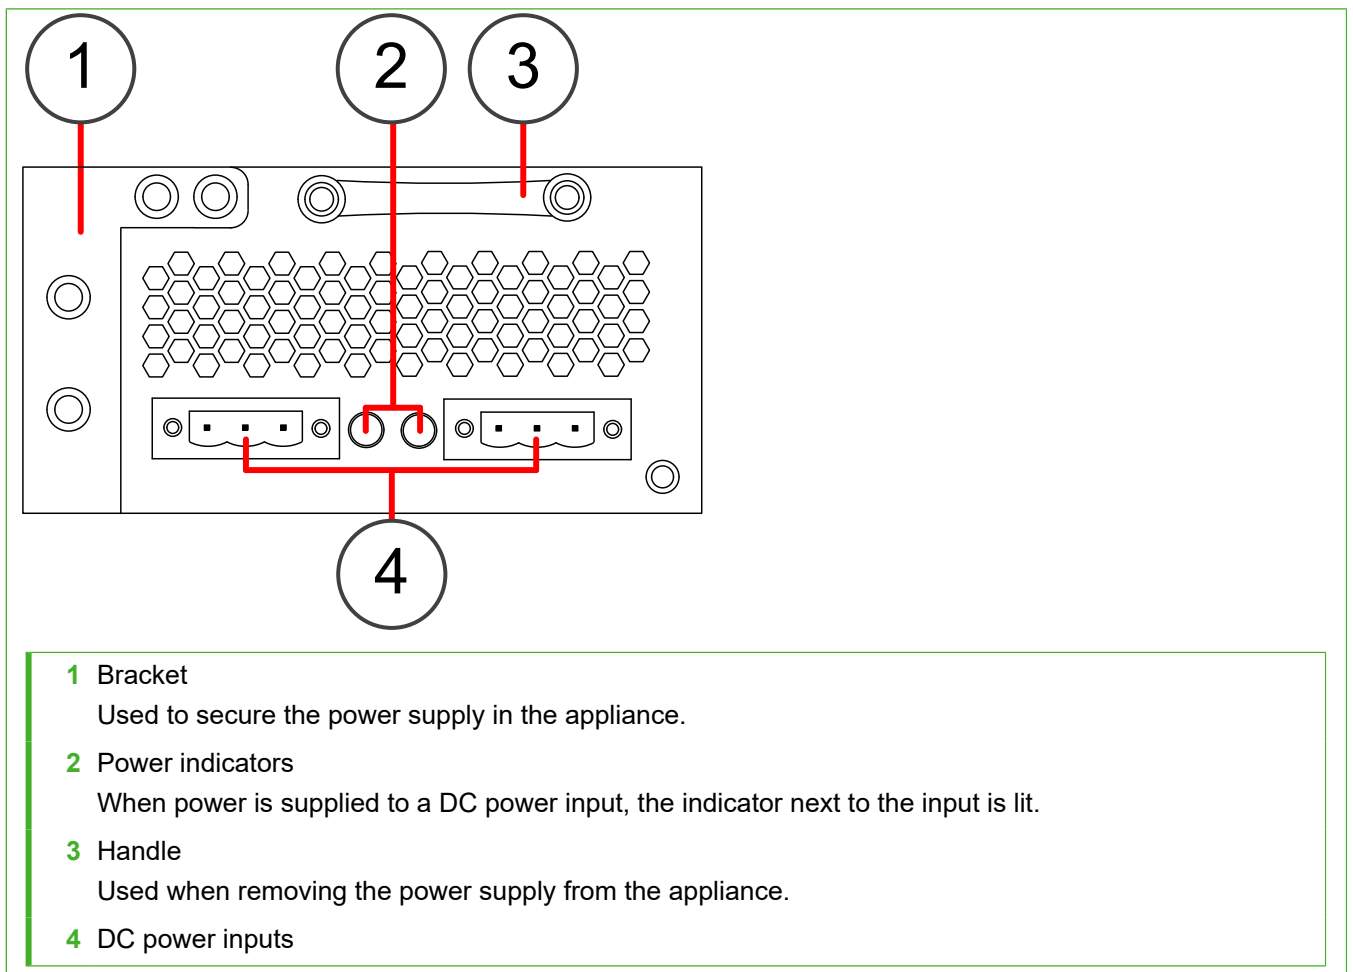 1 2 3
4
1 Bracket
Used to secure the power supply in the appliance.
2 Power indicators
When power is supplied to a DC power input, the indicator next to the input is lit.
3 Handle
Used when removing the power supply from the appliance.
4 DC power inputs